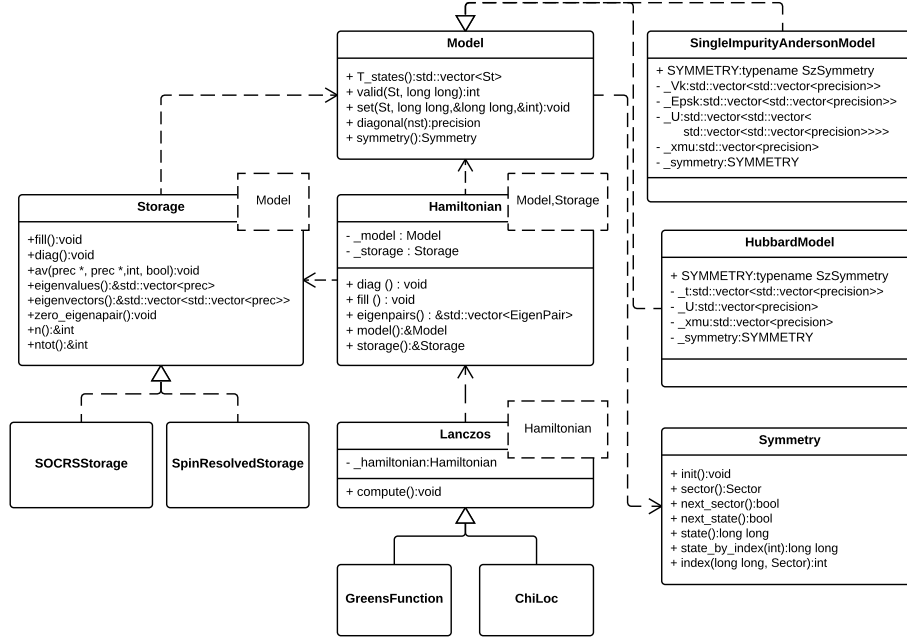 Model
+ T_states():std::vector<St>
+ valid(St, long long):int
+ set(St, long long,&long long,&int):void
+ diagonal(nst):precision
+ symmetry():Symmetry
SingleImpurityAndersonModel
+ SYMMETRY:typename SzSymmetry
- _Vk:std::vector<std::vector<precision>>
- _Epsk:std::vector<std::vector<precision>>
- _U:std::vector<std::vector<
std::vector<std::vector<precision>>>>
- _xmu:std::vector<precision>
- _symmetry:SYMMETRY
Storage
Model
+fill():void
+diag():void
+av(prec *, prec *,int, bool):void
+eigenvalues():&std::vector<prec>
+eigenvectors():&std::vector<std::vector<prec>>
+zero_eigenapair():void
+n():&int
+ntot():&int
Hamiltonian
Model,Storage
- _model : Model
- _storage : Storage
+ diag () : void
+ fill () : void
+ eigenpairs() : &std::vector<EigenPair>
+ model():&Model
+ storage():&Storage
HubbardModel
+ SYMMETRY:typename SzSymmetry
- _t:std::vector<std::vector<precision>>
- _U:std::vector<precision>
- _xmu:std::vector<precision>
- _symmetry:SYMMETRY
SOCRSStorage
SpinResolvedStorage
Lanczos
Hamiltonian
- _hamiltonian:Hamiltonian
+ compute():void
Symmetry
+ init():void
+ sector():Sector
+ next_sector():bool
+ next_state():bool
+ state():long long
+ state_by_index(int):long long
+ index(long long, Sector):int
GreensFunction
ChiLoc